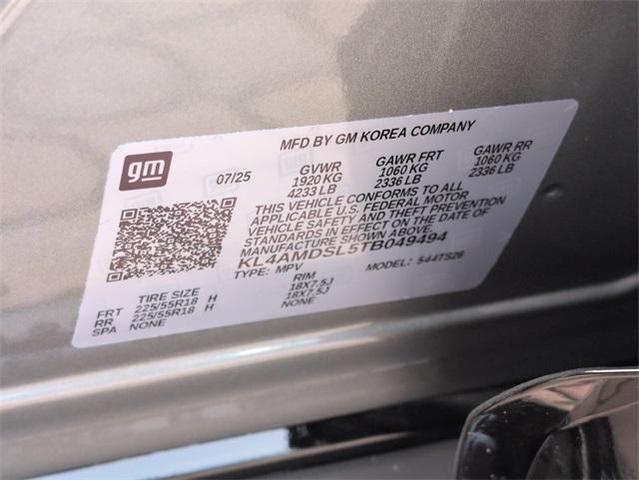 MFD BY GM KOREA COMPANY
gm
07/25 GVWR GAWR FRT GAWR RR
1920 KG 1060 KG 1060 KG
4233 LB 2336 LB 2336 LB
THIS VEHICLE CONFORMS TO ALL
APPLICABLE U.S. FEDERAL MOTOR
VEHICLE SAFETY AND THEFT PREVENTION
STANDARDS IN EFFECT ON THE DATE OF
MANUFACTURE SHOWN ABOVE.
KL4AMDSL5TB049494
TYPE: MPV MODEL: 544TS26
TIRE SIZE RIM
FRT 225/55R18 H 18X7.5J
RR 225/55R18 H 18X7.5J
SPA NONE NONE